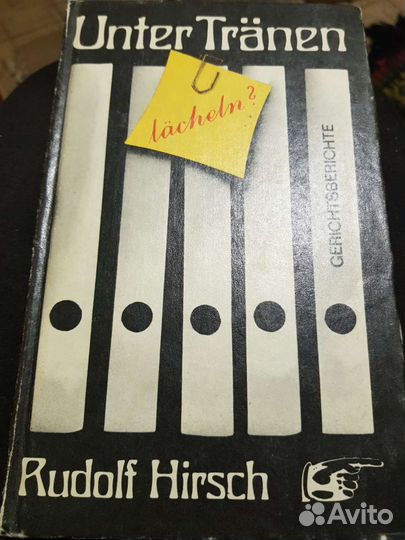 Unter Tränen
lächeln?
GERICHTSBERICHTE
Rudolf Hirsch
Avito